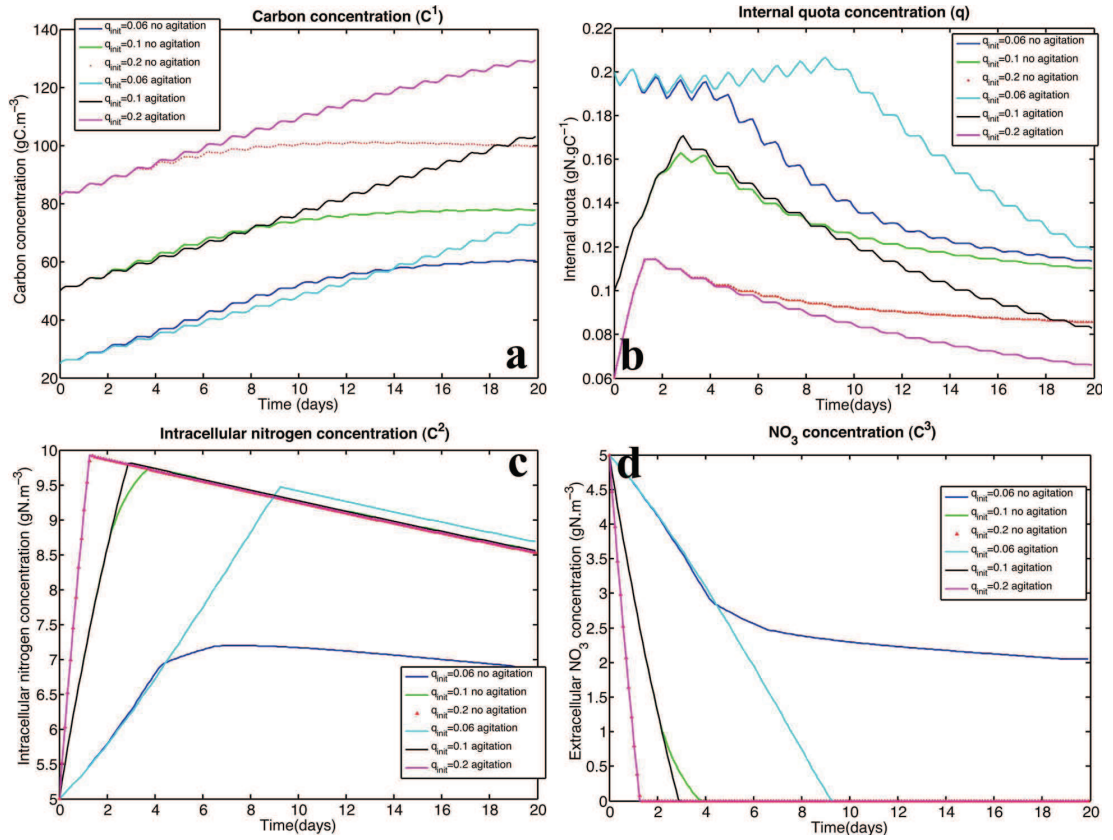 Carbon concentration (C¹)
q_init=0.06 no agitation
q_init=0.1 no agitation
q_init=0.2 no agitation
q_init=0.06 agitation
q_init=0.1 agitation
q_init=0.2 agitation
Carbon concentration (gC.m⁻³)
140
120
100
80
60
40
20
0 2 4 6 8 10 12 14 16 18 20
Time (days)
a
Internal quota concentration (q)
q_init=0.06 no agitation
q_init=0.1 no agitation
q_init=0.2 no agitation
q_init=0.06 agitation
q_init=0.1 agitation
q_init=0.2 agitation
Internal quota (gN.gC⁻¹)
0.22
0.2
0.18
0.16
0.14
0.12
0.1
0.08
0.06
0 2 4 6 8 10 12 14 16 18 20
Time(days)
b
Intracellular nitrogen concentration (C²)
q_init=0.06 no agitation
q_init=0.1 no agitation
q_init=0.2 no agitation
q_init=0.06 agitation
q_init=0.1 agitation
q_init=0.2 agitation
Intracellular nitrogen concentration (gN.m⁻³)
10
9.5
9
8.5
8
7.5
7
6.5
6
5.5
5
0 2 4 6 8 10 12 14 16 18 20
Time(days)
c
NO₃ concentration (C³)
q_init=0.06 no agitation
q_init=0.1 no agitation
q_init=0.2 no agitation
q_init=0.06 agitation
q_init=0.1 agitation
q_init=0.2 agitation
Extracellular NO₃ concentration (gN.m⁻³)
5
4.5
4
3.5
3
2.5
2
1.5
1
0.5
0
0 2 4 6 8 10 12 14 16 18 20
Time(days)
d